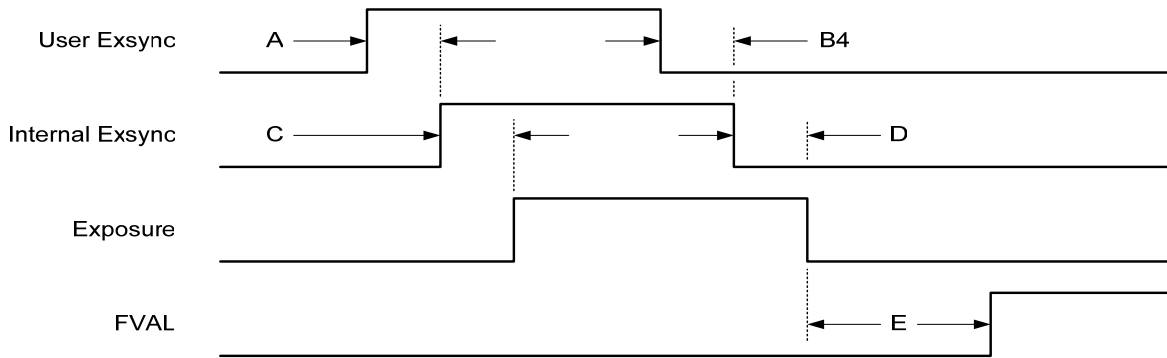 User Exsync
A
B4
Internal Exsync
C
D
Exposure
FVAL
E